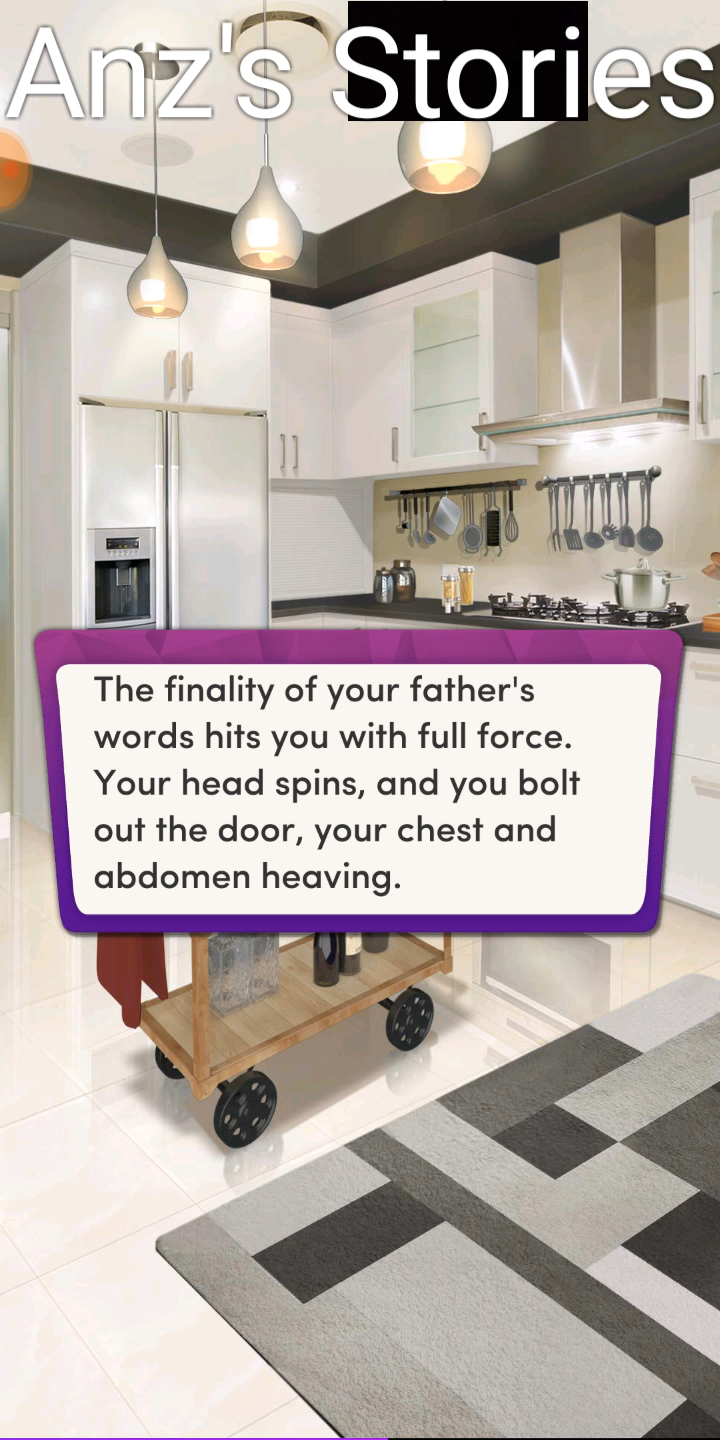 Anz's Stories
The finality of your father's
words hits you with full force.
Your head spins, and you bolt
out the door, your chest and
abdomen heaving.